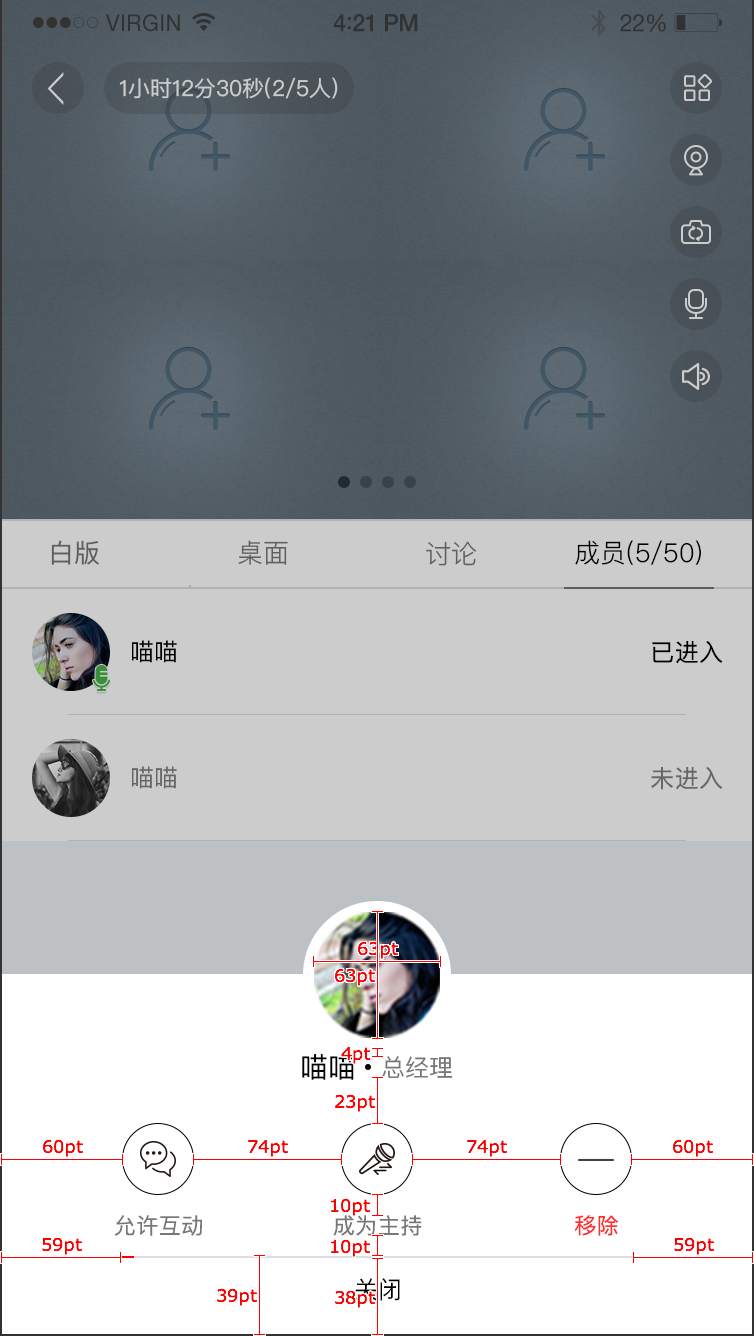 VIRGIN 4:21 PM 22%
1小时12分30秒(2/5人)
白版 桌面 讨论 成员(5/50)
喵喵 已进入
喵喵 未进入
63pt
63pt
4pt
喵喵·总经理
23pt
60pt 74pt 74pt 60pt
10pt
允许互动 成为主持 移除
59pt 10pt 59pt
关闭
39pt 38pt